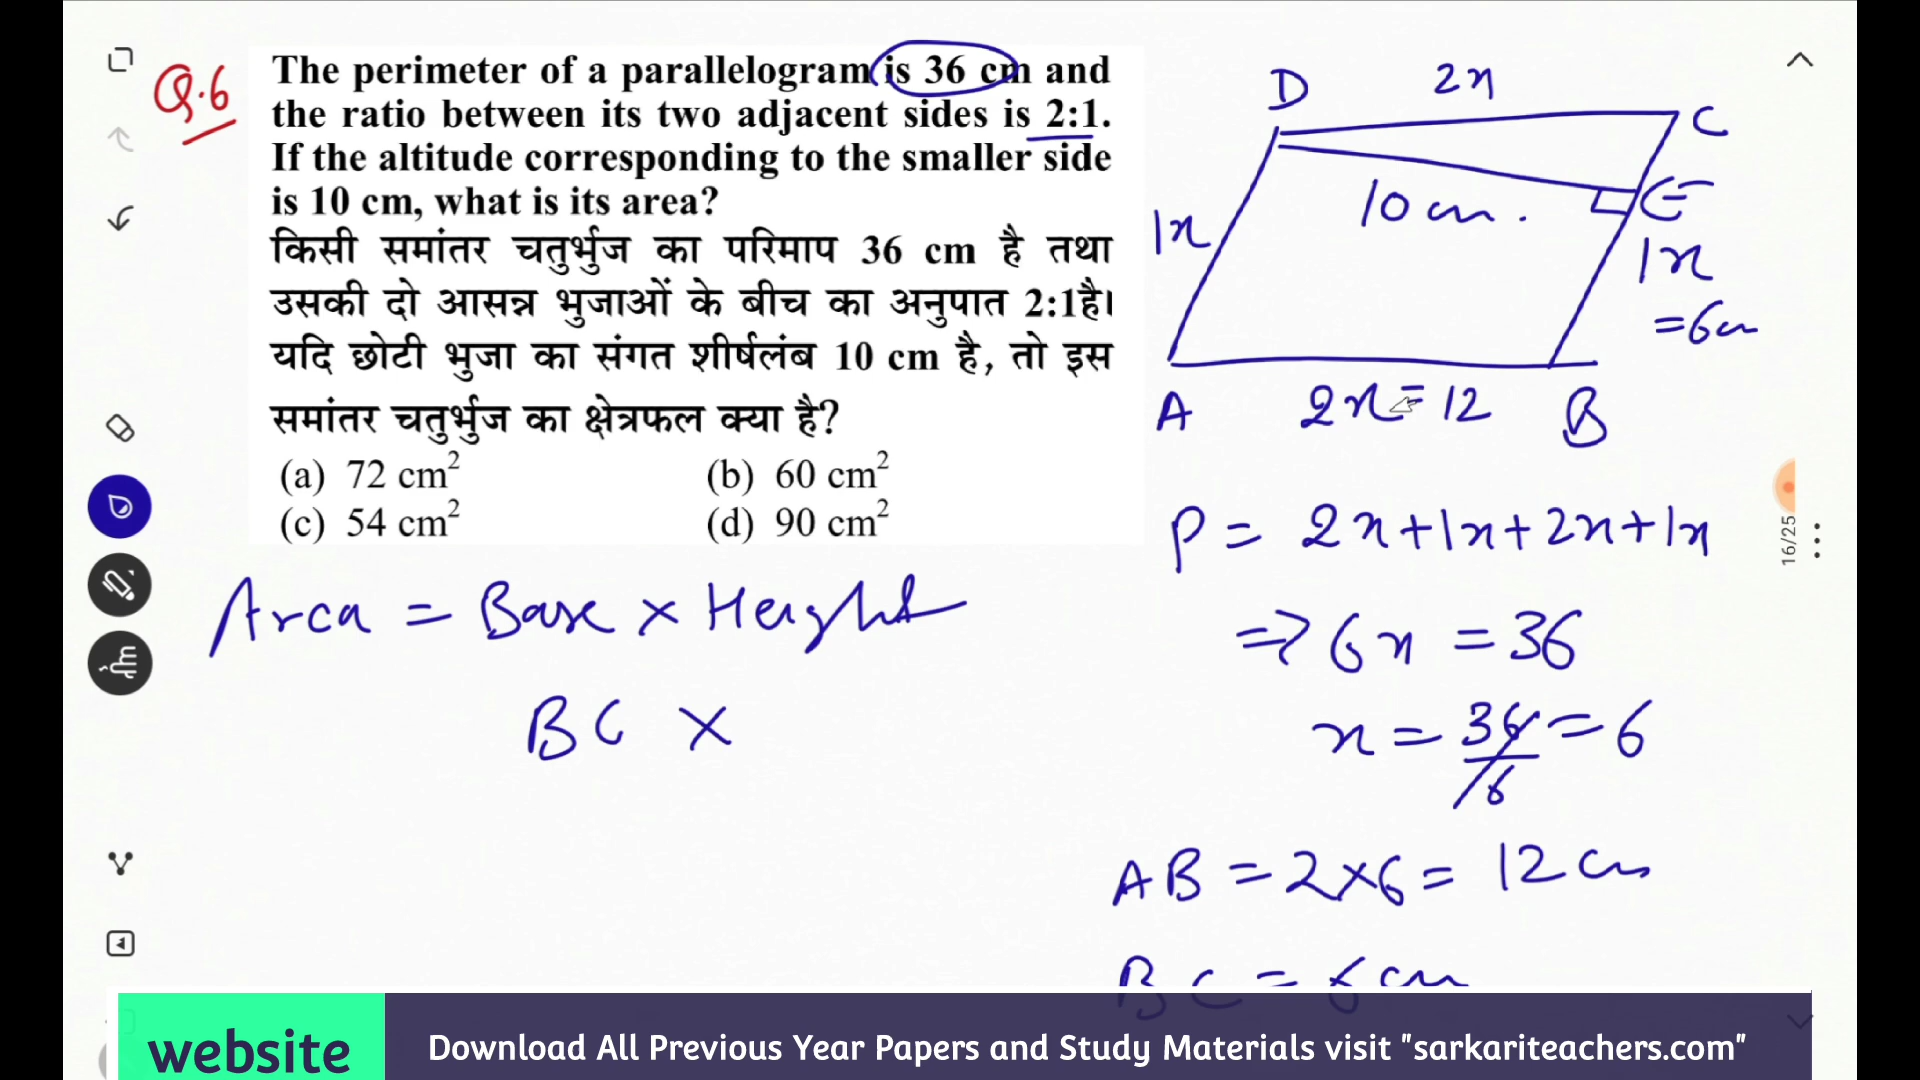 Q.6
The perimeter of a parallelogram is 36 cm and
the ratio between its two adjacent sides is 2:1.
If the altitude corresponding to the smaller side
is 10 cm, what is its area?
किसी समांतर चतुर्भुज का परिमाप 36 cm है तथा
उसकी दो आसन्न भुजाओं के बीच का अनुपात 2:1है।
यदि छोटी भुजा का संगत शीर्षलंब 10 cm है, तो इस
समांतर चतुर्भुज का क्षेत्रफल क्या है?
(a) 72 cm² (b) 60 cm²
(c) 54 cm² (d) 90 cm²
Area = Base × Height
BC ×
D 2x C
10 cm. E
1x 1x
= 6cm
A 2x = 12 B
P = 2x+1x+2x+1x
⇒ 6x = 36
x = 36/6 = 6
AB = 2×6 = 12 cm
BC = 6 cm
16/25
website
Download All Previous Year Papers and Study Materials visit "sarkariteachers.com"